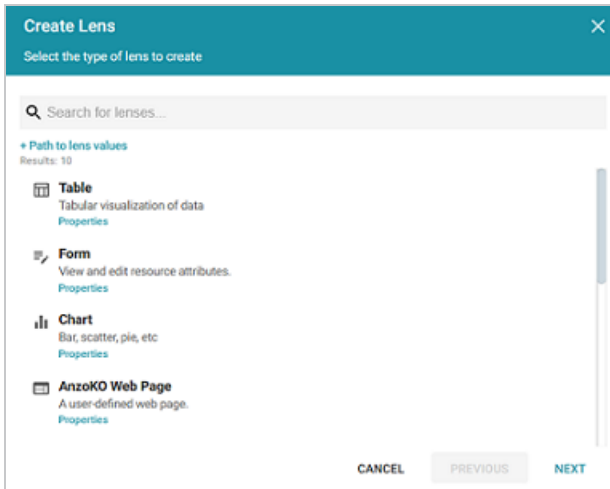 Create Lens
Select the type of lens to create
Search for lenses...
+ Path to lens values
Results: 10
Table
Tabular visualization of data
Properties
Form
View and edit resource attributes.
Properties
Chart
Bar, scatter, pie, etc
Properties
AnzoKO Web Page
A user-defined web page.
Properties
CANCEL PREVIOUS NEXT